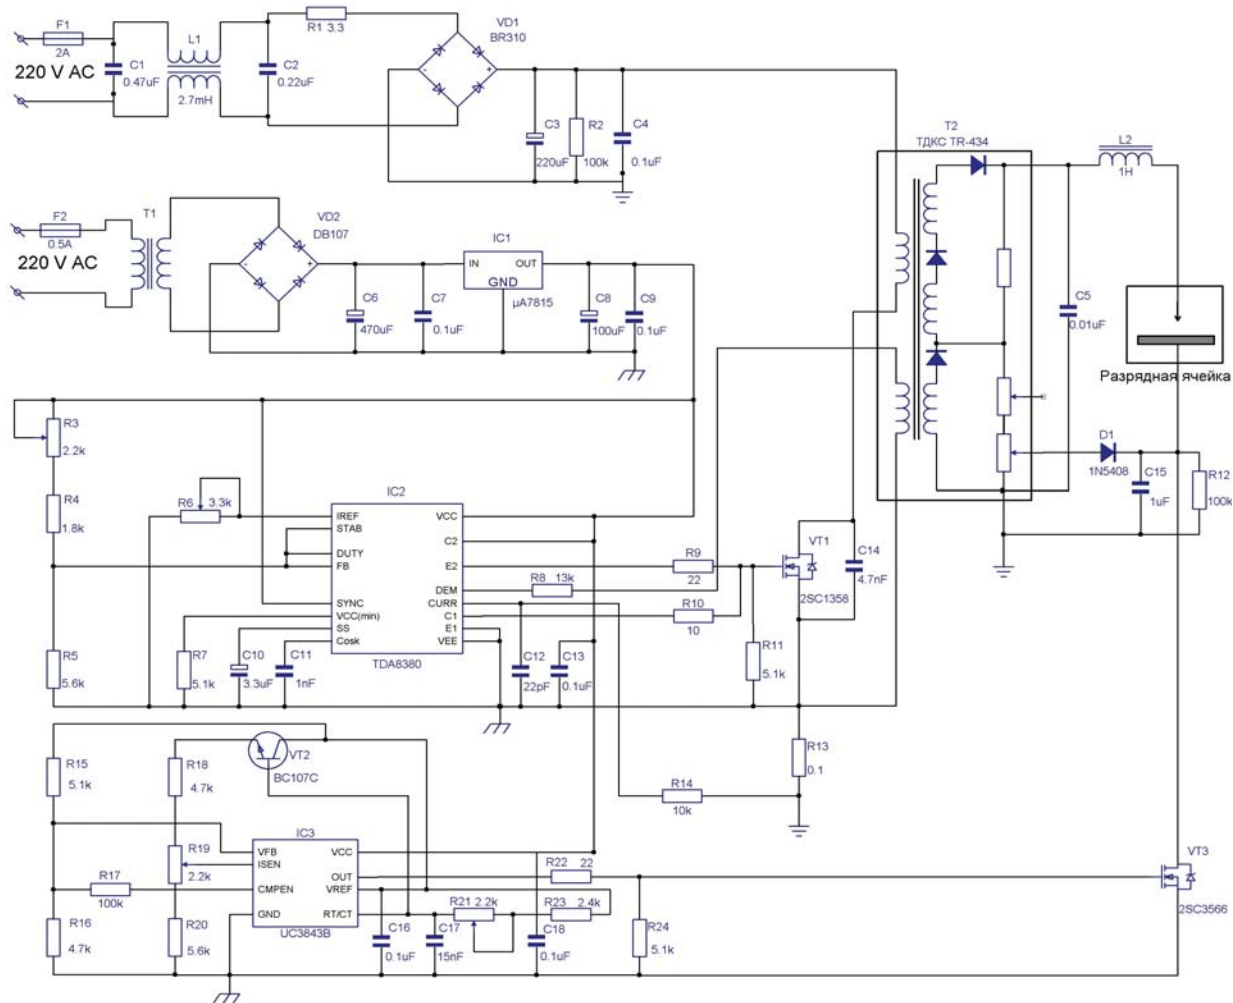 F1
2A
220 V AC
C1
0.47uF
L1
2.7mH
C2
0.22uF
R1 3.3
VD1
BR310
C3
220uF
R2
100k
C4
0.1uF
T2
ТДКС TR-434
L2
1H
F2
0.5A
220 V AC
T1
VD2
DB107
IC1
IN
OUT
GND
µA7815
C6
470uF
C7
0.1uF
C8
100uF
C9
0.1uF
C5
0.01uF
Разрядная ячейка
R3
2.2k
R4
1.8k
R5
5.6k
R6 3.3k
IC2
IREF
STAB
DUTY
FB
SYNC
VCC(min)
SS
Cosk
VCC
C2
E2
DEM
CURR
C1
E1
VEE
TDA8380
R7
5.1k
C10
3.3uF
C11
1nF
C12
22pF
C13
0.1uF
R8 13k
R9
22
R10
10
R11
5.1k
VT1
2SC1358
C14
4.7nF
D1
1N5408
C15
1uF
R12
100k
R13
0.1
R14
10k
R15
5.1k
R16
4.7k
R17
100k
R18
4.7k
VT2
BC107C
R19
2.2k
R20
5.6k
IC3
VFB
ISEN
CMPEN
GND
VCC
OUT
VREF
RT/CT
UC3843B
C16
0.1uF
C17
15nF
R21 2.2k
R22 22
R23 2.4k
C18
0.1uF
R24
5.1k
VT3
2SC3566